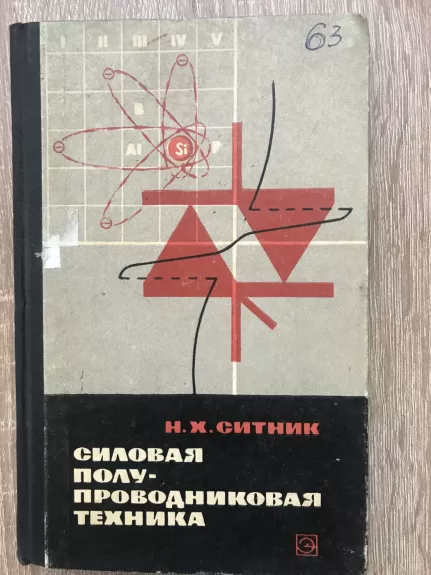 I II III IV V
63
B
Al Si P
Н.Х.СИТНИК
СИЛОВАЯ
ПОЛУ-
ПРОВОДНИКОВАЯ
ТЕХНИКА